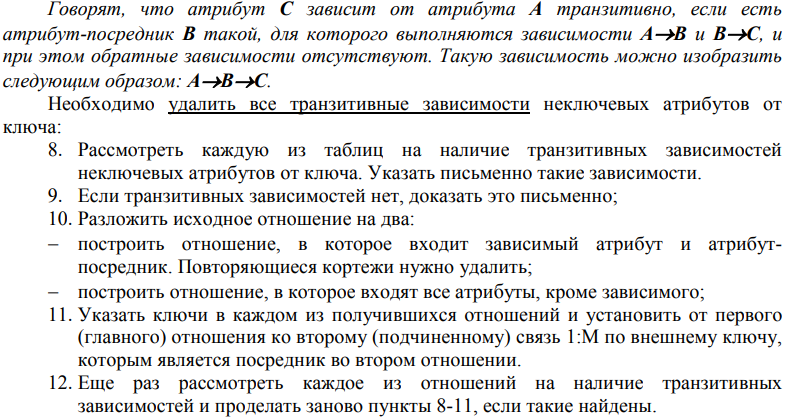 Говорят, что атрибут C зависит от атрибута A транзитивно, если есть
атрибут-посредник B такой, для которого выполняются зависимости A→B и B→C, и
при этом обратные зависимости отсутствуют. Такую зависимость можно изобразить
следующим образом: A→B→C.
Необходимо удалить все транзитивные зависимости неключевых атрибутов от
ключа:
8. Рассмотреть каждую из таблиц на наличие транзитивных зависимостей
неключевых атрибутов от ключа. Указать письменно такие зависимости.
9. Если транзитивных зависимостей нет, доказать это письменно;
10. Разложить исходное отношение на два:
− построить отношение, в которое входит зависимый атрибут и атрибут-
посредник. Повторяющиеся кортежи нужно удалить;
− построить отношение, в которое входят все атрибуты, кроме зависимого;
11. Указать ключи в каждом из получившихся отношений и установить от первого
(главного) отношения ко второму (подчиненному) связь 1:М по внешнему ключу,
которым является посредник во втором отношении.
12. Еще раз рассмотреть каждое из отношений на наличие транзитивных
зависимостей и проделать заново пункты 8-11, если такие найдены.